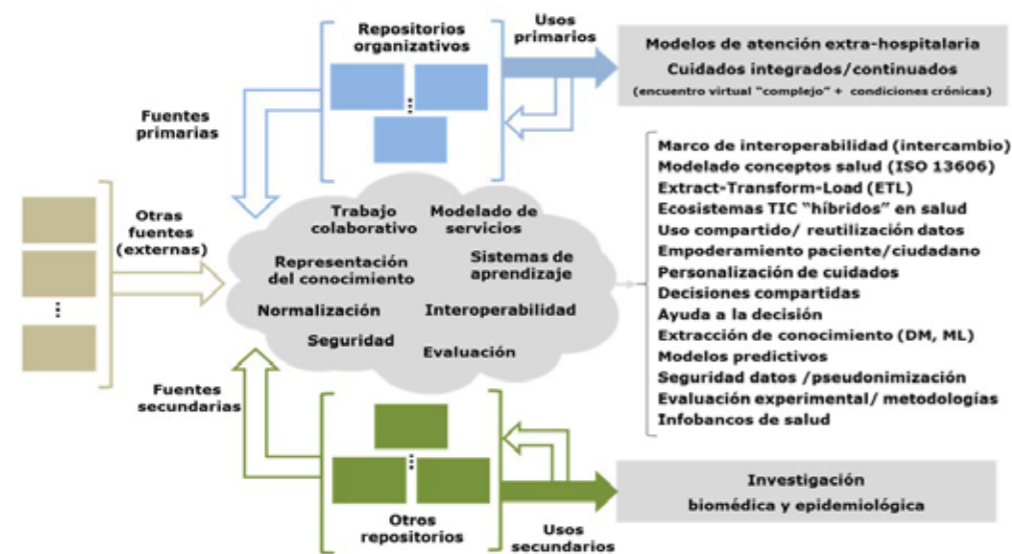 Repositorios
organizativos
Usos
primarios
Modelos de atención extra-hospitalaria
Cuidados integrados/continuados
(encuentro virtual "complejo" + condiciones crónicas)
Fuentes
primarias
Otras
fuentes
(externas)
Trabajo
colaborativo
Modelado de
servicios
Representación
del conocimiento
Sistemas de
aprendizaje
Normalización
Interoperabilidad
Seguridad
Evaluación
Marco de interoperabilidad (intercambio)
Modelado conceptos salud (ISO 13606)
Extract-Transform-Load (ETL)
Ecosistemas TIC "híbridos" en salud
Uso compartido/ reutilización datos
Empoderamiento paciente/ciudadano
Personalización de cuidados
Decisiones compartidas
Ayuda a la decisión
Extracción de conocimiento (DM, ML)
Modelos predictivos
Seguridad datos /pseudonimización
Evaluación experimental/ metodologías
Infobancos de salud
Fuentes
secundarias
Otros
repositorios
Usos
secundarios
Investigación
biomédica y epidemiológica